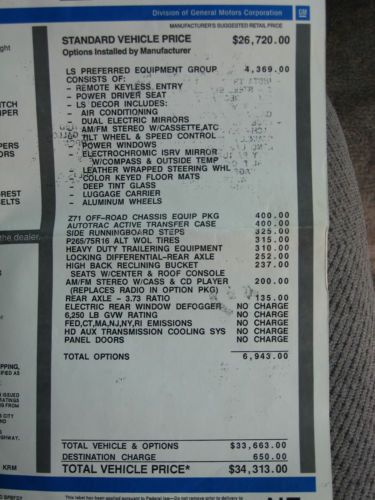 Division of General Motors Corporation
MANUFACTURER'S SUGGESTED RETAIL PRICE
STANDARD VEHICLE PRICE $26,720.00
Options Installed by Manufacturer
LS PREFERRED EQUIPMENT GROUP 4,369.00
CONSISTS OF:
- REMOTE KEYLESS ENTRY
- POWER DRIVER SEAT
- LS DECOR INCLUDES:
- AIR CONDITIONING
- DUAL ELECTRIC MIRRORS
- AM/FM STEREO W/CASSETTE,ATC
- TILT WHEEL & SPEED CONTROL
- POWER WINDOWS
- ELECTROCHROMIC ISRV MIRROR
W/COMPASS & OUTSIDE TEMP
- LEATHER WRAPPED STEERING WHL
- COLOR KEYED FLOOR MATS
- DEEP TINT GLASS
- LUGGAGE CARRIER
- ALUMINUM WHEELS
Z71 OFF-ROAD CHASSIS EQUIP PKG 400.00
AUTOTRAC ACTIVE TRANSFER CASE 400.00
SIDE RUNNINGBOARD STEPS 325.00
P265/75R16 ALT WOL TIRES 315.00
HEAVY DUTY TRAILERING EQUIPMENT 310.00
LOCKING DIFFERENTIAL-REAR AXLE 252.00
HIGH BACK RECLINING BUCKET 237.00
SEATS W/CENTER & ROOF CONSOLE
AM/FM STEREO W/CASS & CD PLAYER 200.00
(REPLACES RADIO IN OPTION PKG)
REAR AXLE - 3.73 RATIO 135.00
ELECTRIC REAR WINDOW DEFOGGER NO CHARGE
6,250 LB GVW RATING NO CHARGE
FED,CT,MA,NJ,NY,RI EMISSIONS NO CHARGE
HD AUX TRANSMISSION COOLING SYS NO CHARGE
PANEL DOORS NO CHARGE
TOTAL OPTIONS 6,943.00
TOTAL VEHICLE & OPTIONS $33,663.00
DESTINATION CHARGE 650.00
TOTAL VEHICLE PRICE* $34,313.00
the dealer.
KRM